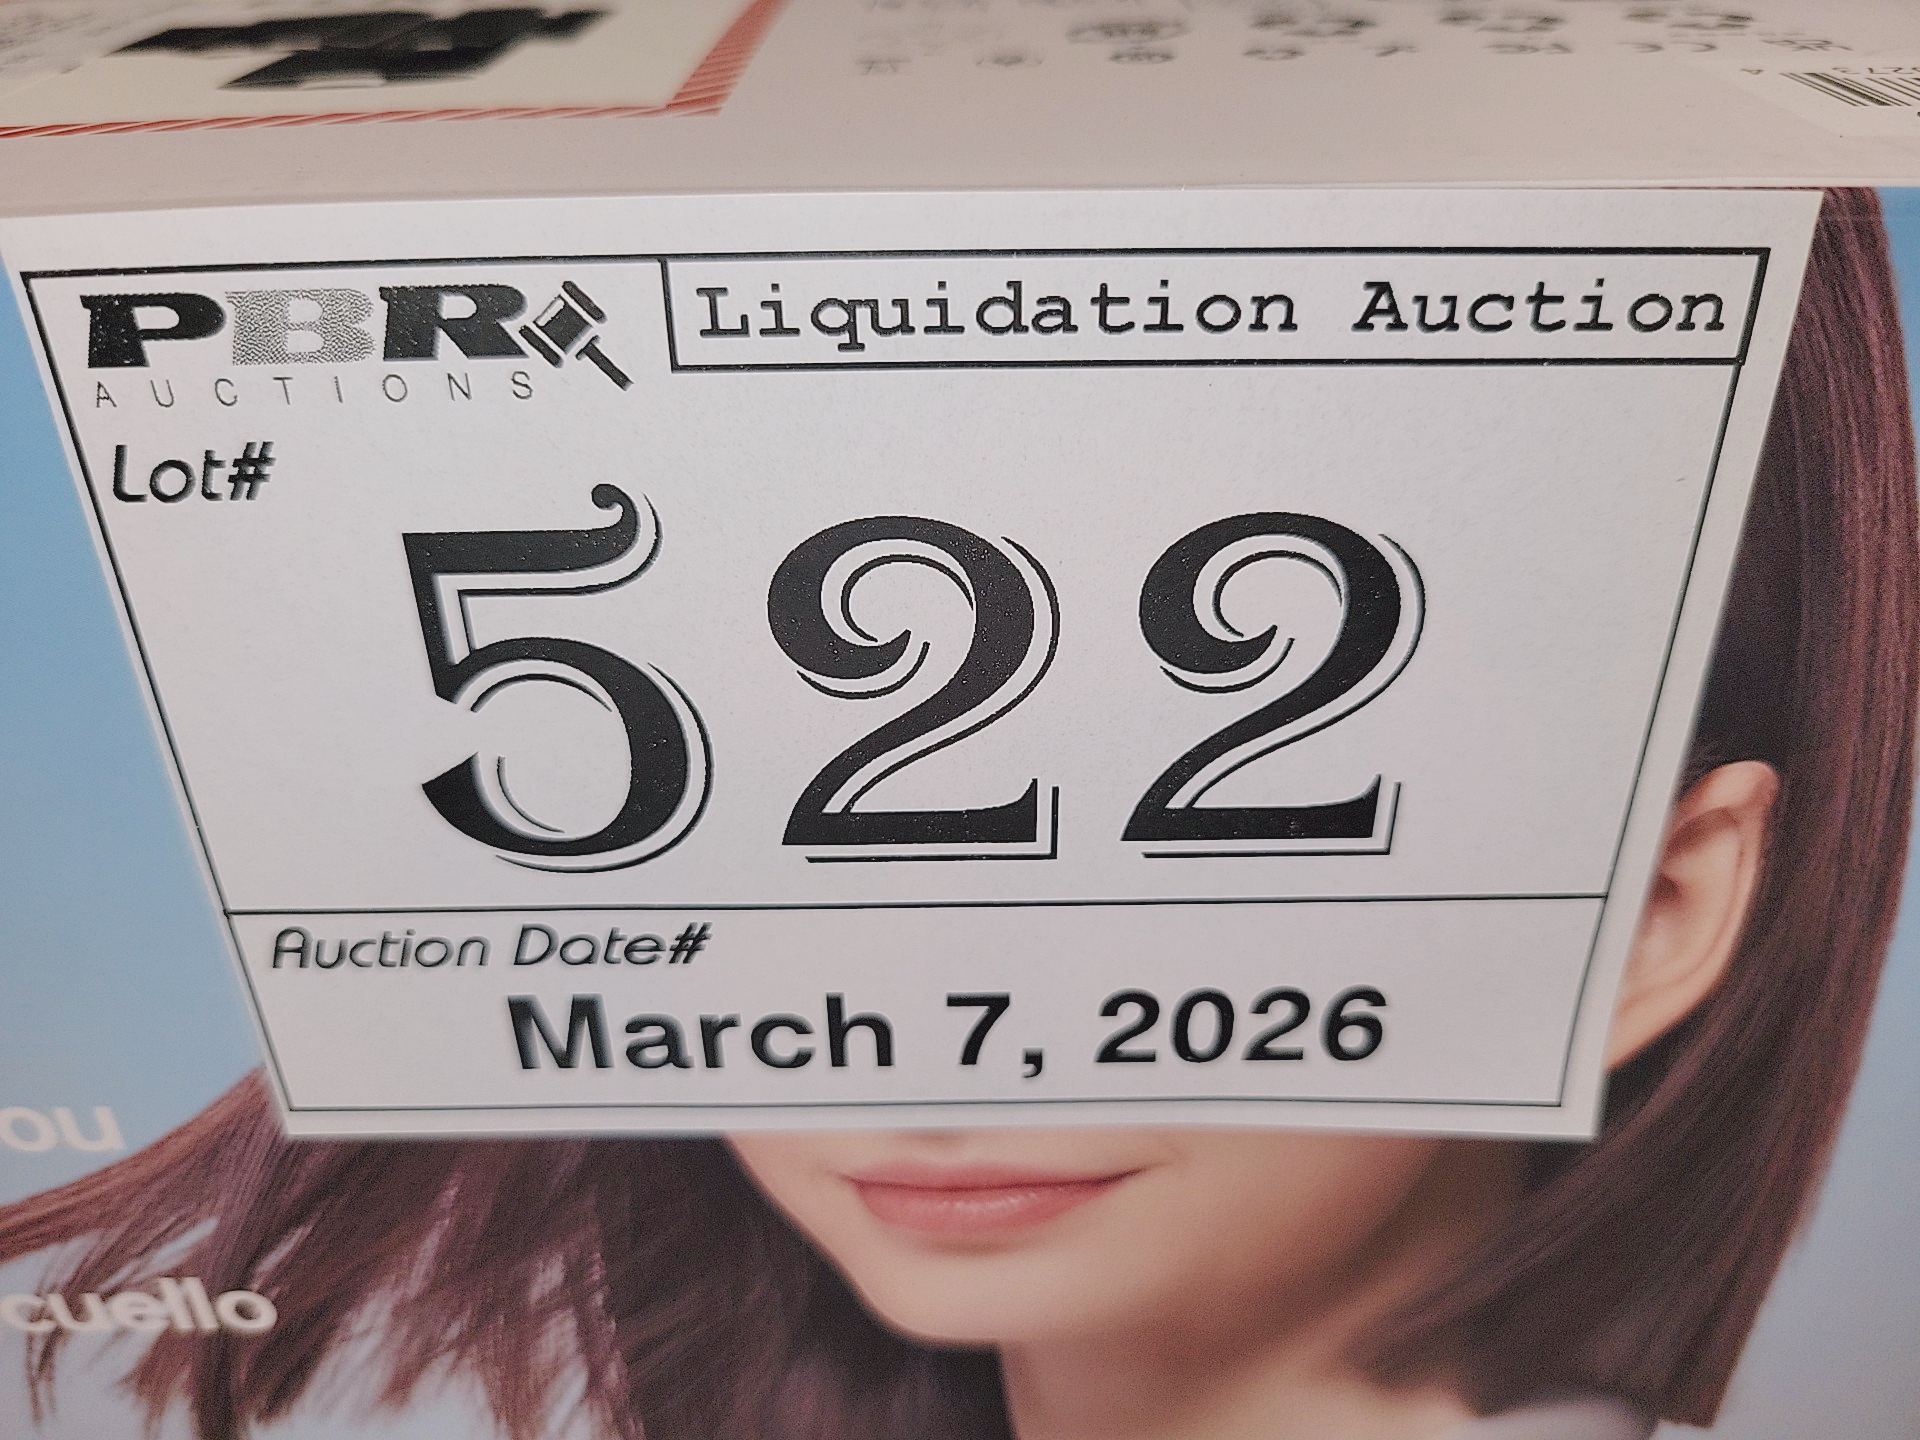 PBR
AUCTIONS
Liquidation Auction
Lot#
522
Auction Date#
March 7, 2026
ou
cuello